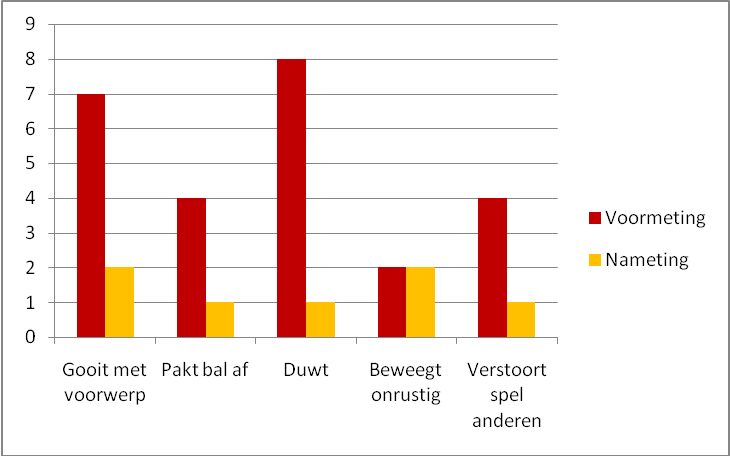 9
8
7
6
5
4
3
2
1
0
Gooit met
voorwerp
Pakt bal af
Duwt
Beweegt
onrustig
Verstoort
spel
anderen
Voormeting
Nameting